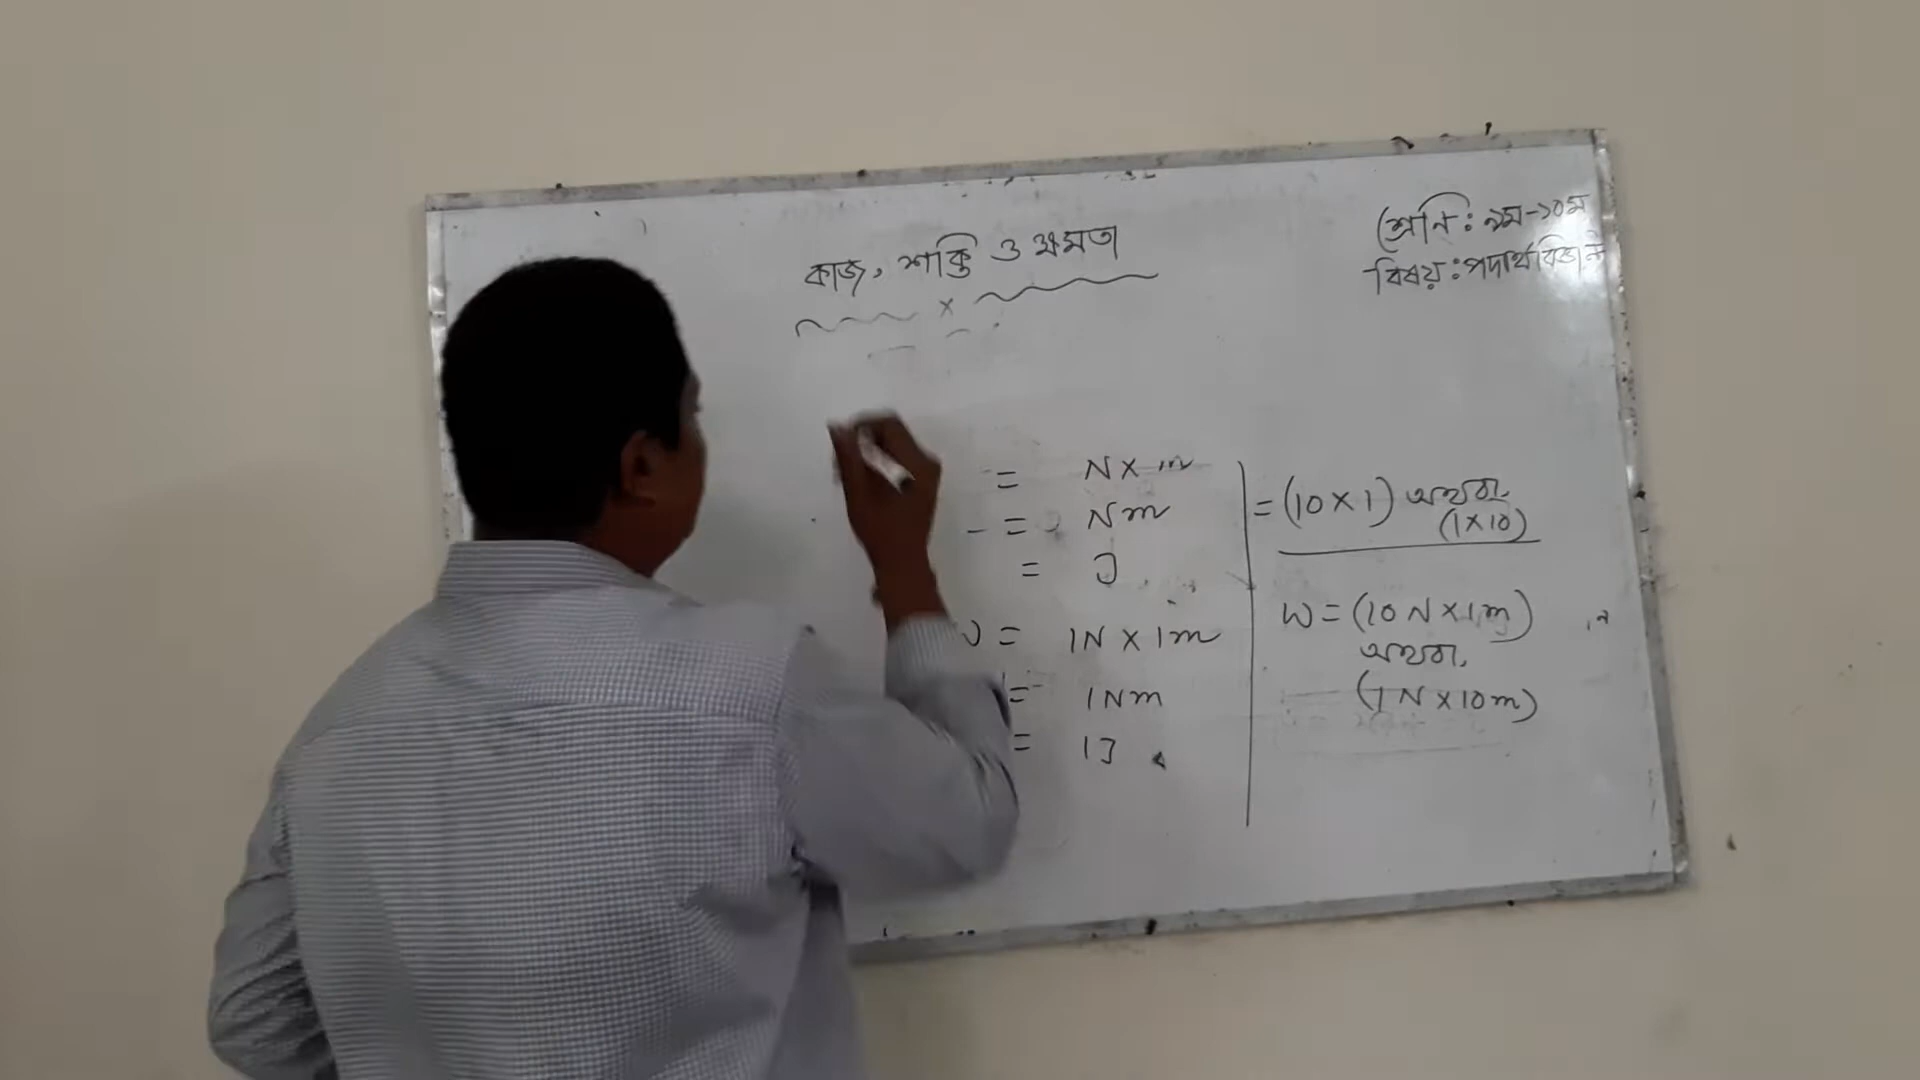 কাজ, শক্তি ও ক্ষমতা
শ্রেণি: ৯ম-১০ম
বিষয়: পদার্থবিজ্ঞান
= N x m
= Nm
= J
W = 1N x 1m
= 1Nm
= 1J
= (10 x 1) অথবা,
(1 x 10)
W = (10 N x 1m)
অথবা,
(1 N x 10m)